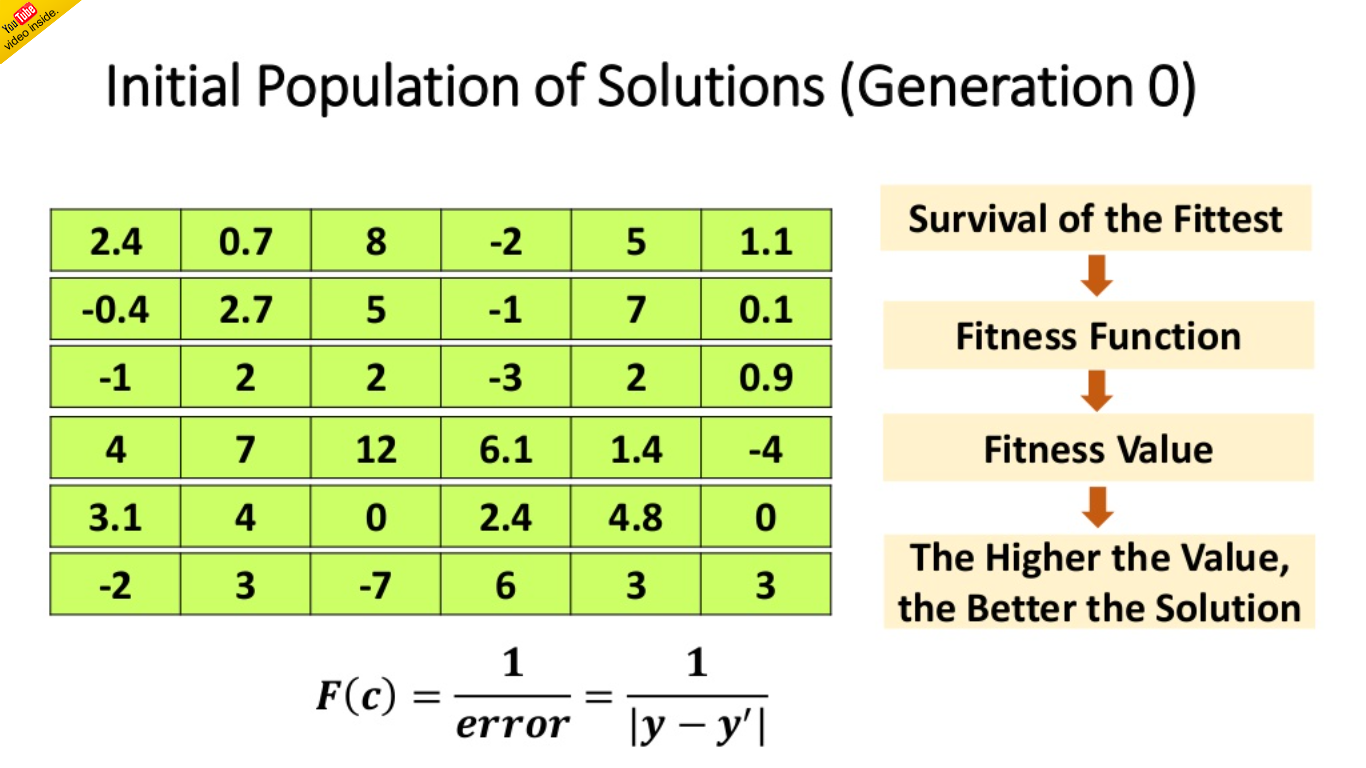 YouTube
video inside.
Initial Population of Solutions (Generation 0)
2.4 0.7 8 -2 5 1.1
-0.4 2.7 5 -1 7 0.1
-1 2 2 -3 2 0.9
4 7 12 6.1 1.4 -4
3.1 4 0 2.4 4.8 0
-2 3 -7 6 3 3
F(c) = 1/error = 1/|y − y′|
Survival of the Fittest
Fitness Function
Fitness Value
The Higher the Value,
the Better the Solution